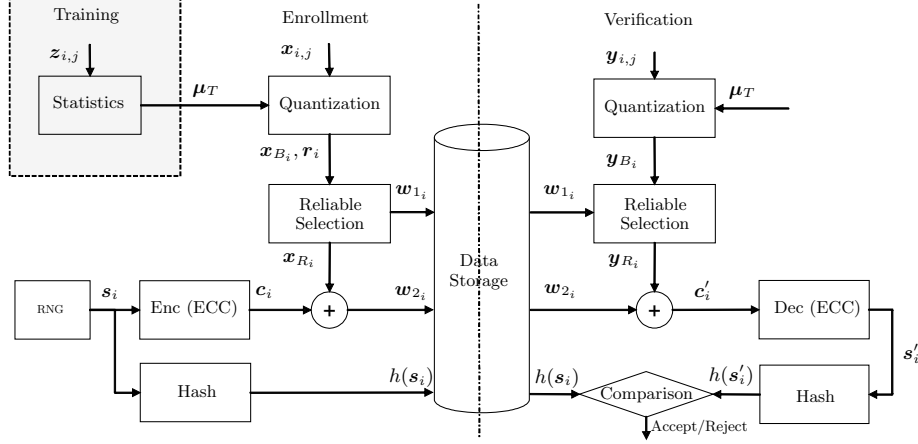 Training
Enrollment
Verification
z_{i,j}
x_{i,j}
y_{i,j}
Statistics
μ_T
Quantization
Quantization
μ_T
x_{B_i}, r_i
y_{B_i}
Reliable
Selection
w_{1_i}
w_{1_i}
Reliable
Selection
x_{R_i}
y_{R_i}
Data
Storage
RNG
s_i
Enc (ECC)
c_i
+
w_{2_i}
w_{2_i}
+
c'_i
Dec (ECC)
s'_i
Hash
h(s_i)
h(s_i)
Comparison
h(s'_i)
Hash
Accept/Reject